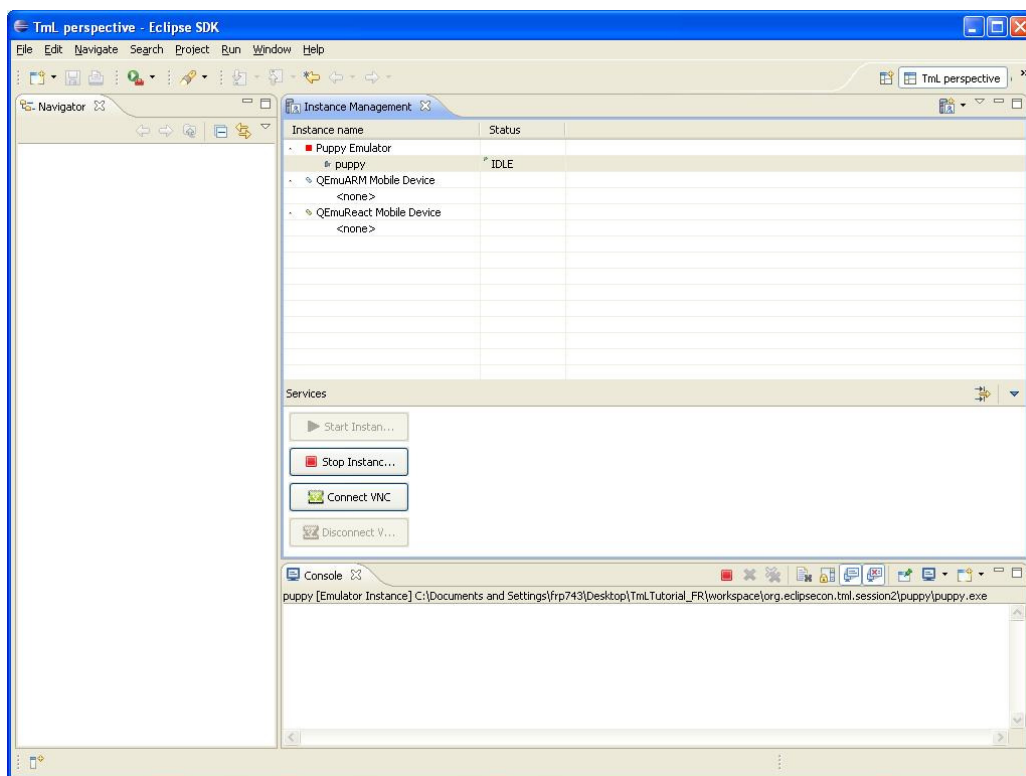 TmL perspective - Eclipse SDK
File Edit Navigate Search Project Run Window Help
TmL perspective
Navigator
Instance Management
Instance name Status
Puppy Emulator
puppy IDLE
QEmuARM Mobile Device
<none>
QEmuReact Mobile Device
<none>
Services
Start Instan...
Stop Instanc...
Connect VNC
Disconnect V...
Console
puppy [Emulator Instance] C:\Documents and Settings\frp743\Desktop\TmLTutorial_FR\workspace\org.eclipsecon.tml.session2\puppy\puppy.exe